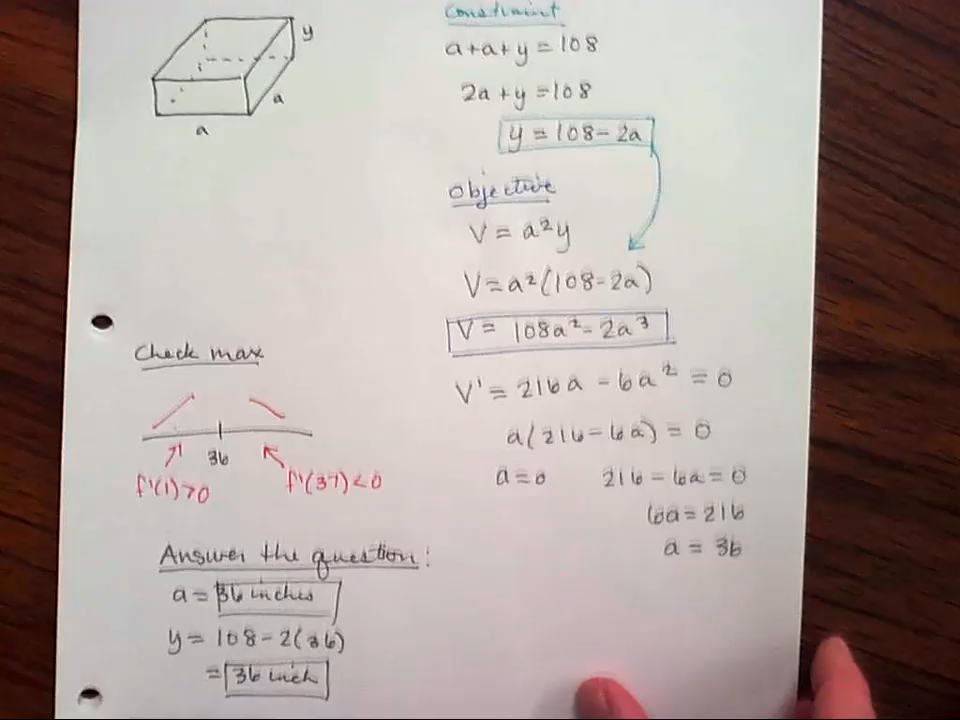 y
a
a
Constraint
a+a+y=108
2a+y=108
y=108-2a
Objective
V=a²y
V=a²(108-2a)
V=108a²-2a³
V'=216a-6a²=0
a(216-6a)=0
a=0 216-6a=0
6a=216
a=36
Check max
36
f'(1)>0 f'(37)<0
Answer the question:
a=36 inches
y=108-2(36)
=36 inch